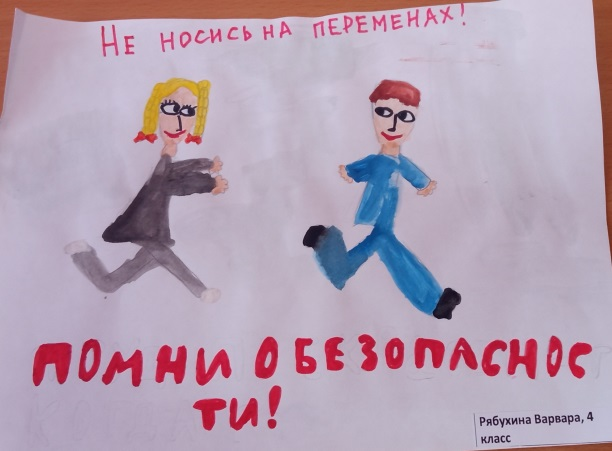 Не носись на переменах!
ПОМНИ О БЕЗОПАСНОС
ТИ!
Рябухина Варвара, 4
класс